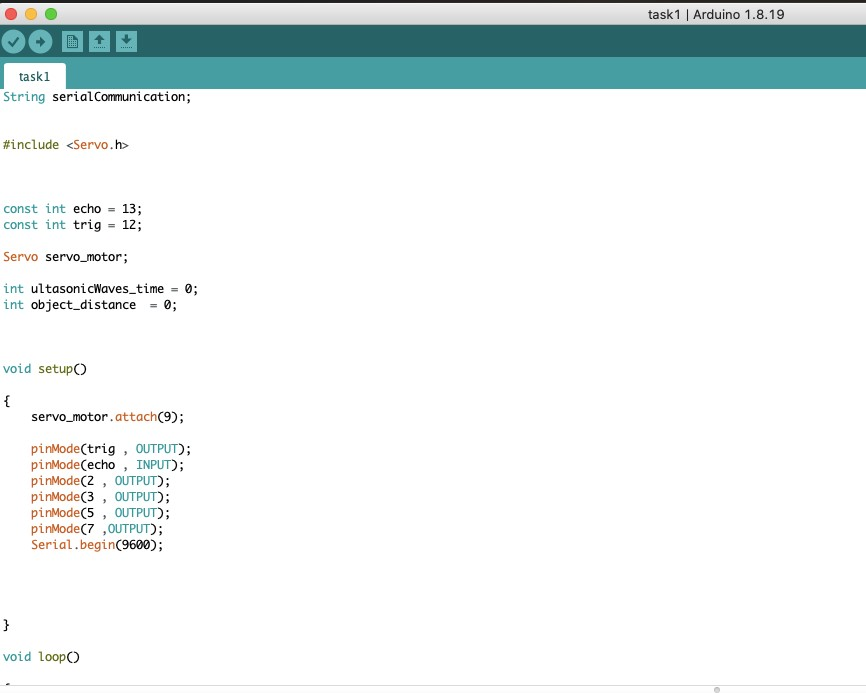 task1 | Arduino 1.8.19
task1
String serialCommunication;
#include <Servo.h>
const int echo = 13;
const int trig = 12;
Servo servo_motor;
int ultasonicWaves_time = 0;
int object_distance  = 0;
void setup()
{
    servo_motor.attach(9);
    pinMode(trig , OUTPUT);
    pinMode(echo , INPUT);
    pinMode(2 , OUTPUT);
    pinMode(3 , OUTPUT);
    pinMode(5 , OUTPUT);
    pinMode(7 ,OUTPUT);
    Serial.begin(9600);
}
void loop()